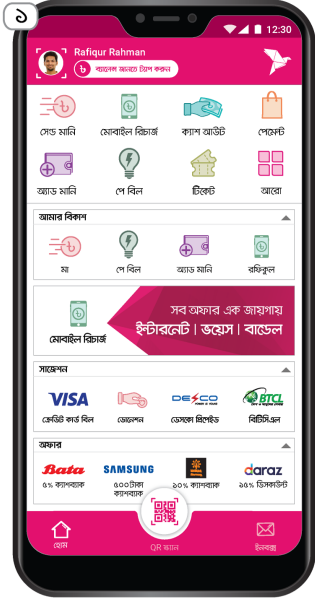 ১
12:30
Rafiqur Rahman
৳ ব্যালেন্স জানতে ট্যাপ করুন
সেন্ড মানি মোবাইল রিচার্জ ক্যাশ আউট পেমেন্ট
অ্যাড মানি পে বিল টিকেট আরো
আমার বিকাশ
মা পে বিল অ্যাড মানি রফিকুল
সব অফার এক জায়গায়
মোবাইল রিচার্জ ইন্টারনেট | ভয়েস | বান্ডেল
সাজেশন
VISA DESCO BTCL
ক্রেডিট কার্ড বিল ডোনেশন ডেসকো প্রিপেইড বিটিসিএল
অফার
Bata SAMSUNG daraz
৫% ক্যাশব্যাক ৫০০ টাকা ক্যাশব্যাক ১০% ক্যাশব্যাক ১৫% ডিসকাউন্ট
হোম QR স্ক্যান ইনবক্স